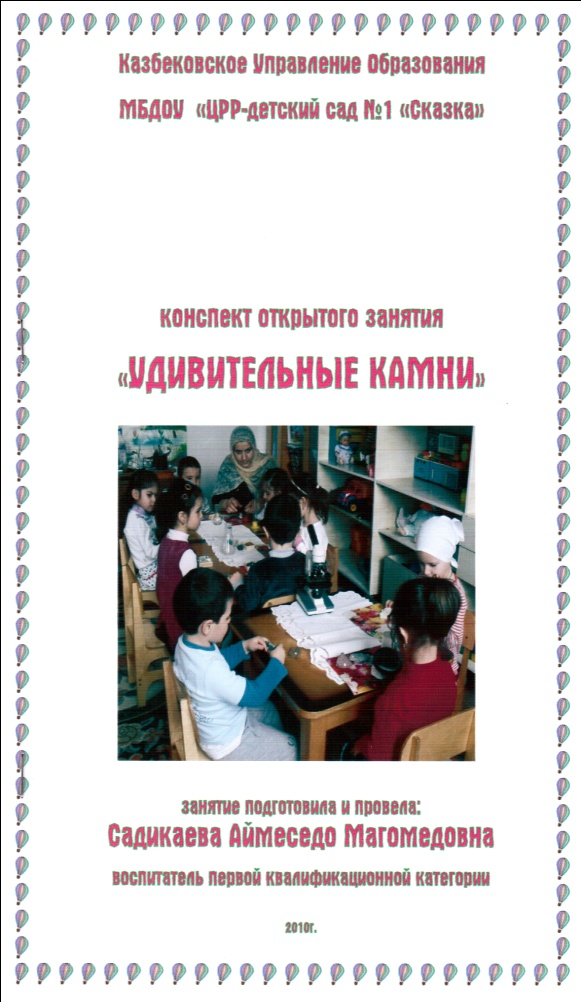 Казбековское Управление Образования
МБДОУ «ЦРР-детский сад №1 «Сказка»
конспект открытого занятия
«УДИВИТЕЛЬНЫЕ КАМНИ»
занятие подготовила и провела:
Садикаева Аймеседо Магомедовна
воспитатель первой квалификационной категории
2010г.